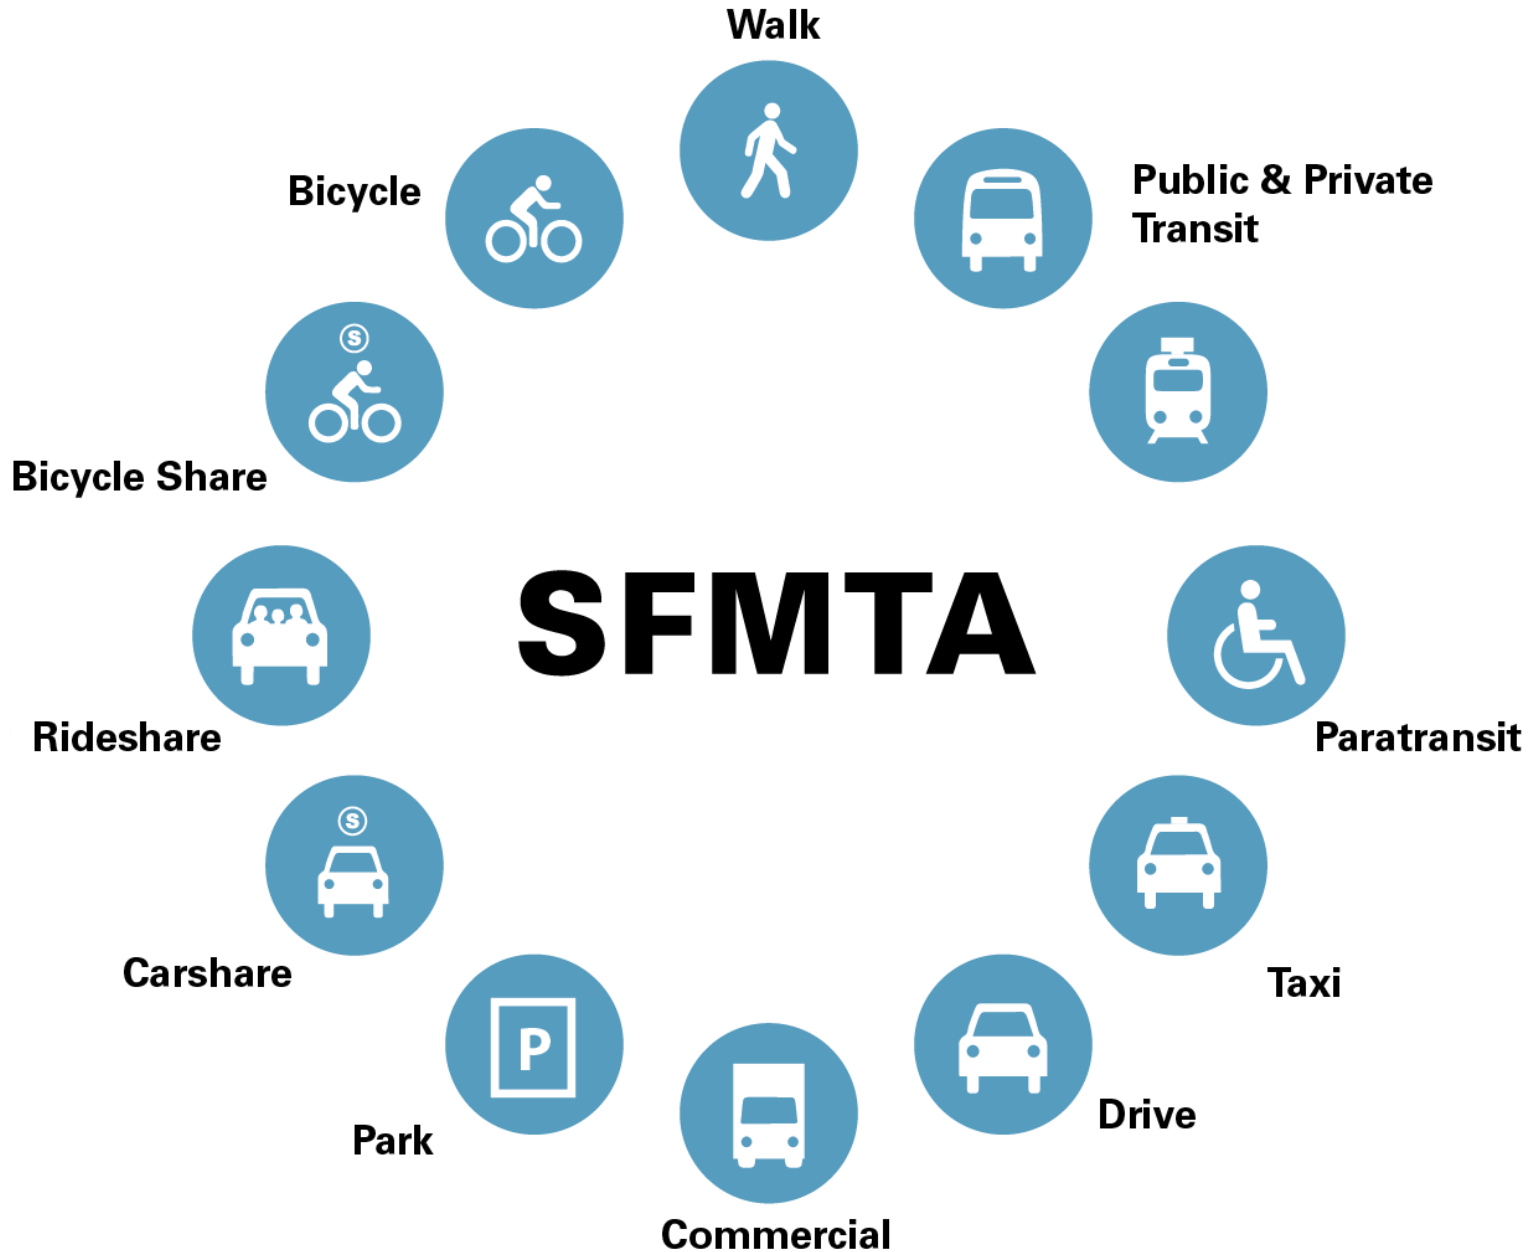 Walk
Bicycle
Public & Private
Transit
S
Bicycle Share
SFMTA
Rideshare
Paratransit
S
Carshare
Taxi
P
Park
Drive
Commercial